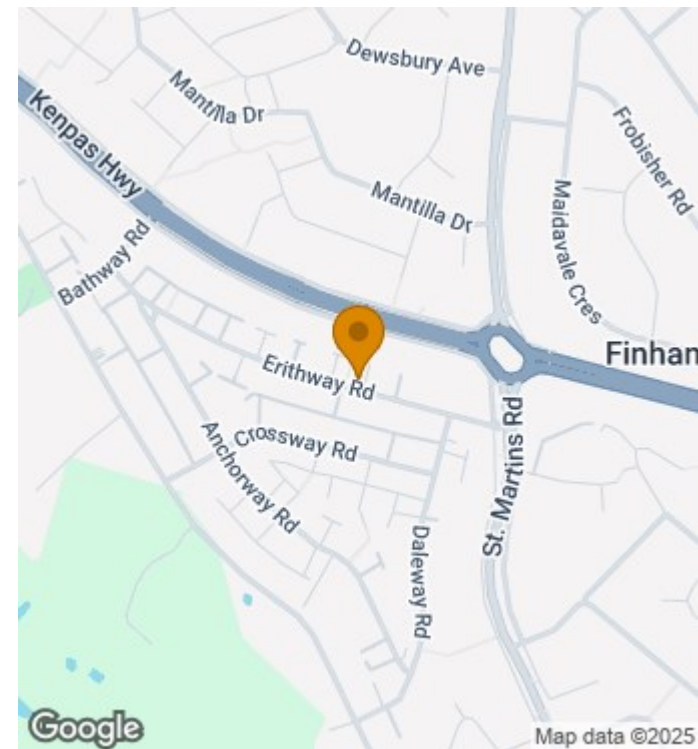 Dewsbury Ave
Mantilla Dr
Kenpas Hwy
Frobisher Rd
Mantilla Dr
Maidavale Cres
Bathway Rd
Finhan
Erithway Rd
Crossway Rd
Anchorway Rd
St. Martins Rd
Daleway Rd
Google
Map data ©2025